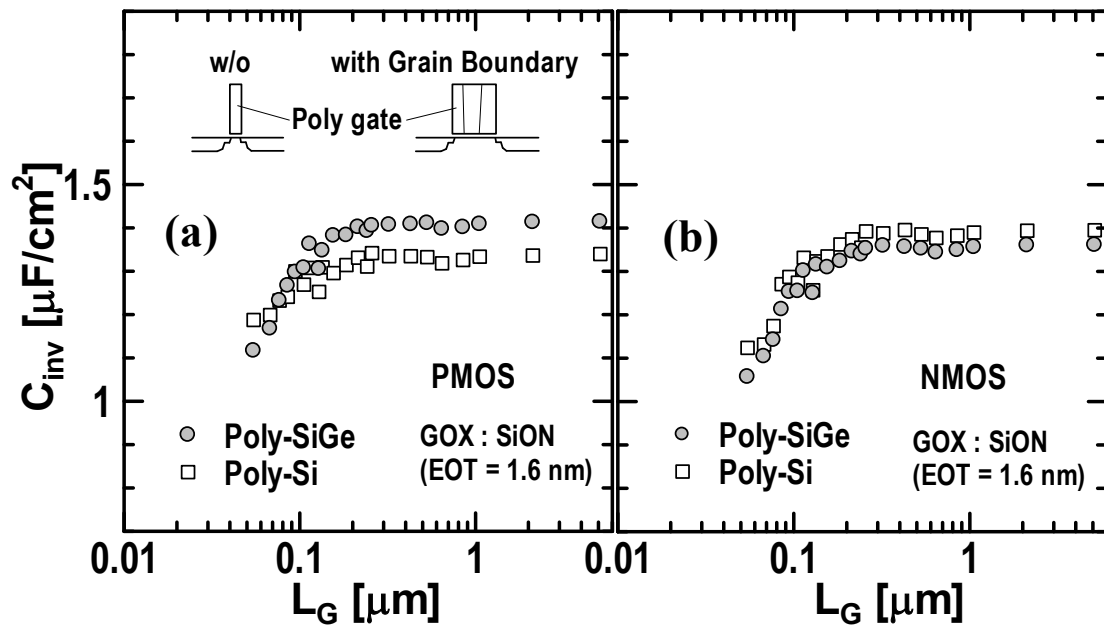 w/o with Grain Boundary
Poly gate
C_inv [μF/cm²]
1.5
1
(a)
PMOS
Poly-SiGe
Poly-Si
GOX : SiON
(EOT = 1.6 nm)
0.01 0.1 1
L_G [μm]
(b)
NMOS
Poly-SiGe
Poly-Si
GOX : SiON
(EOT = 1.6 nm)
0.01 0.1 1
L_G [μm]